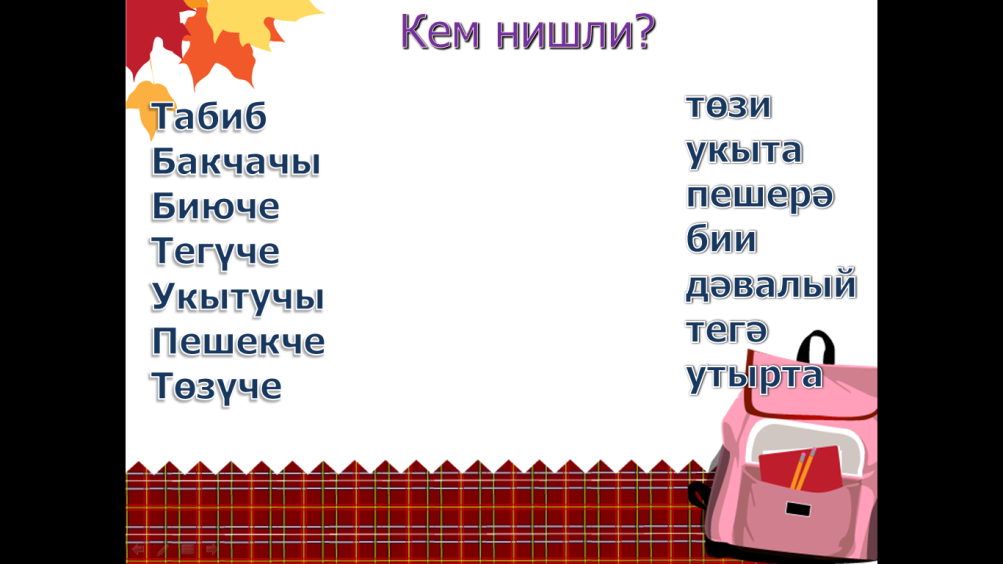 Кем нишли?
Табиб
Бакчачы
Биюче
Тегүче
Укытучы
Пешекче
Төзүче
төзи
укыта
пешерә
бии
дәвалый
тегә
утырта